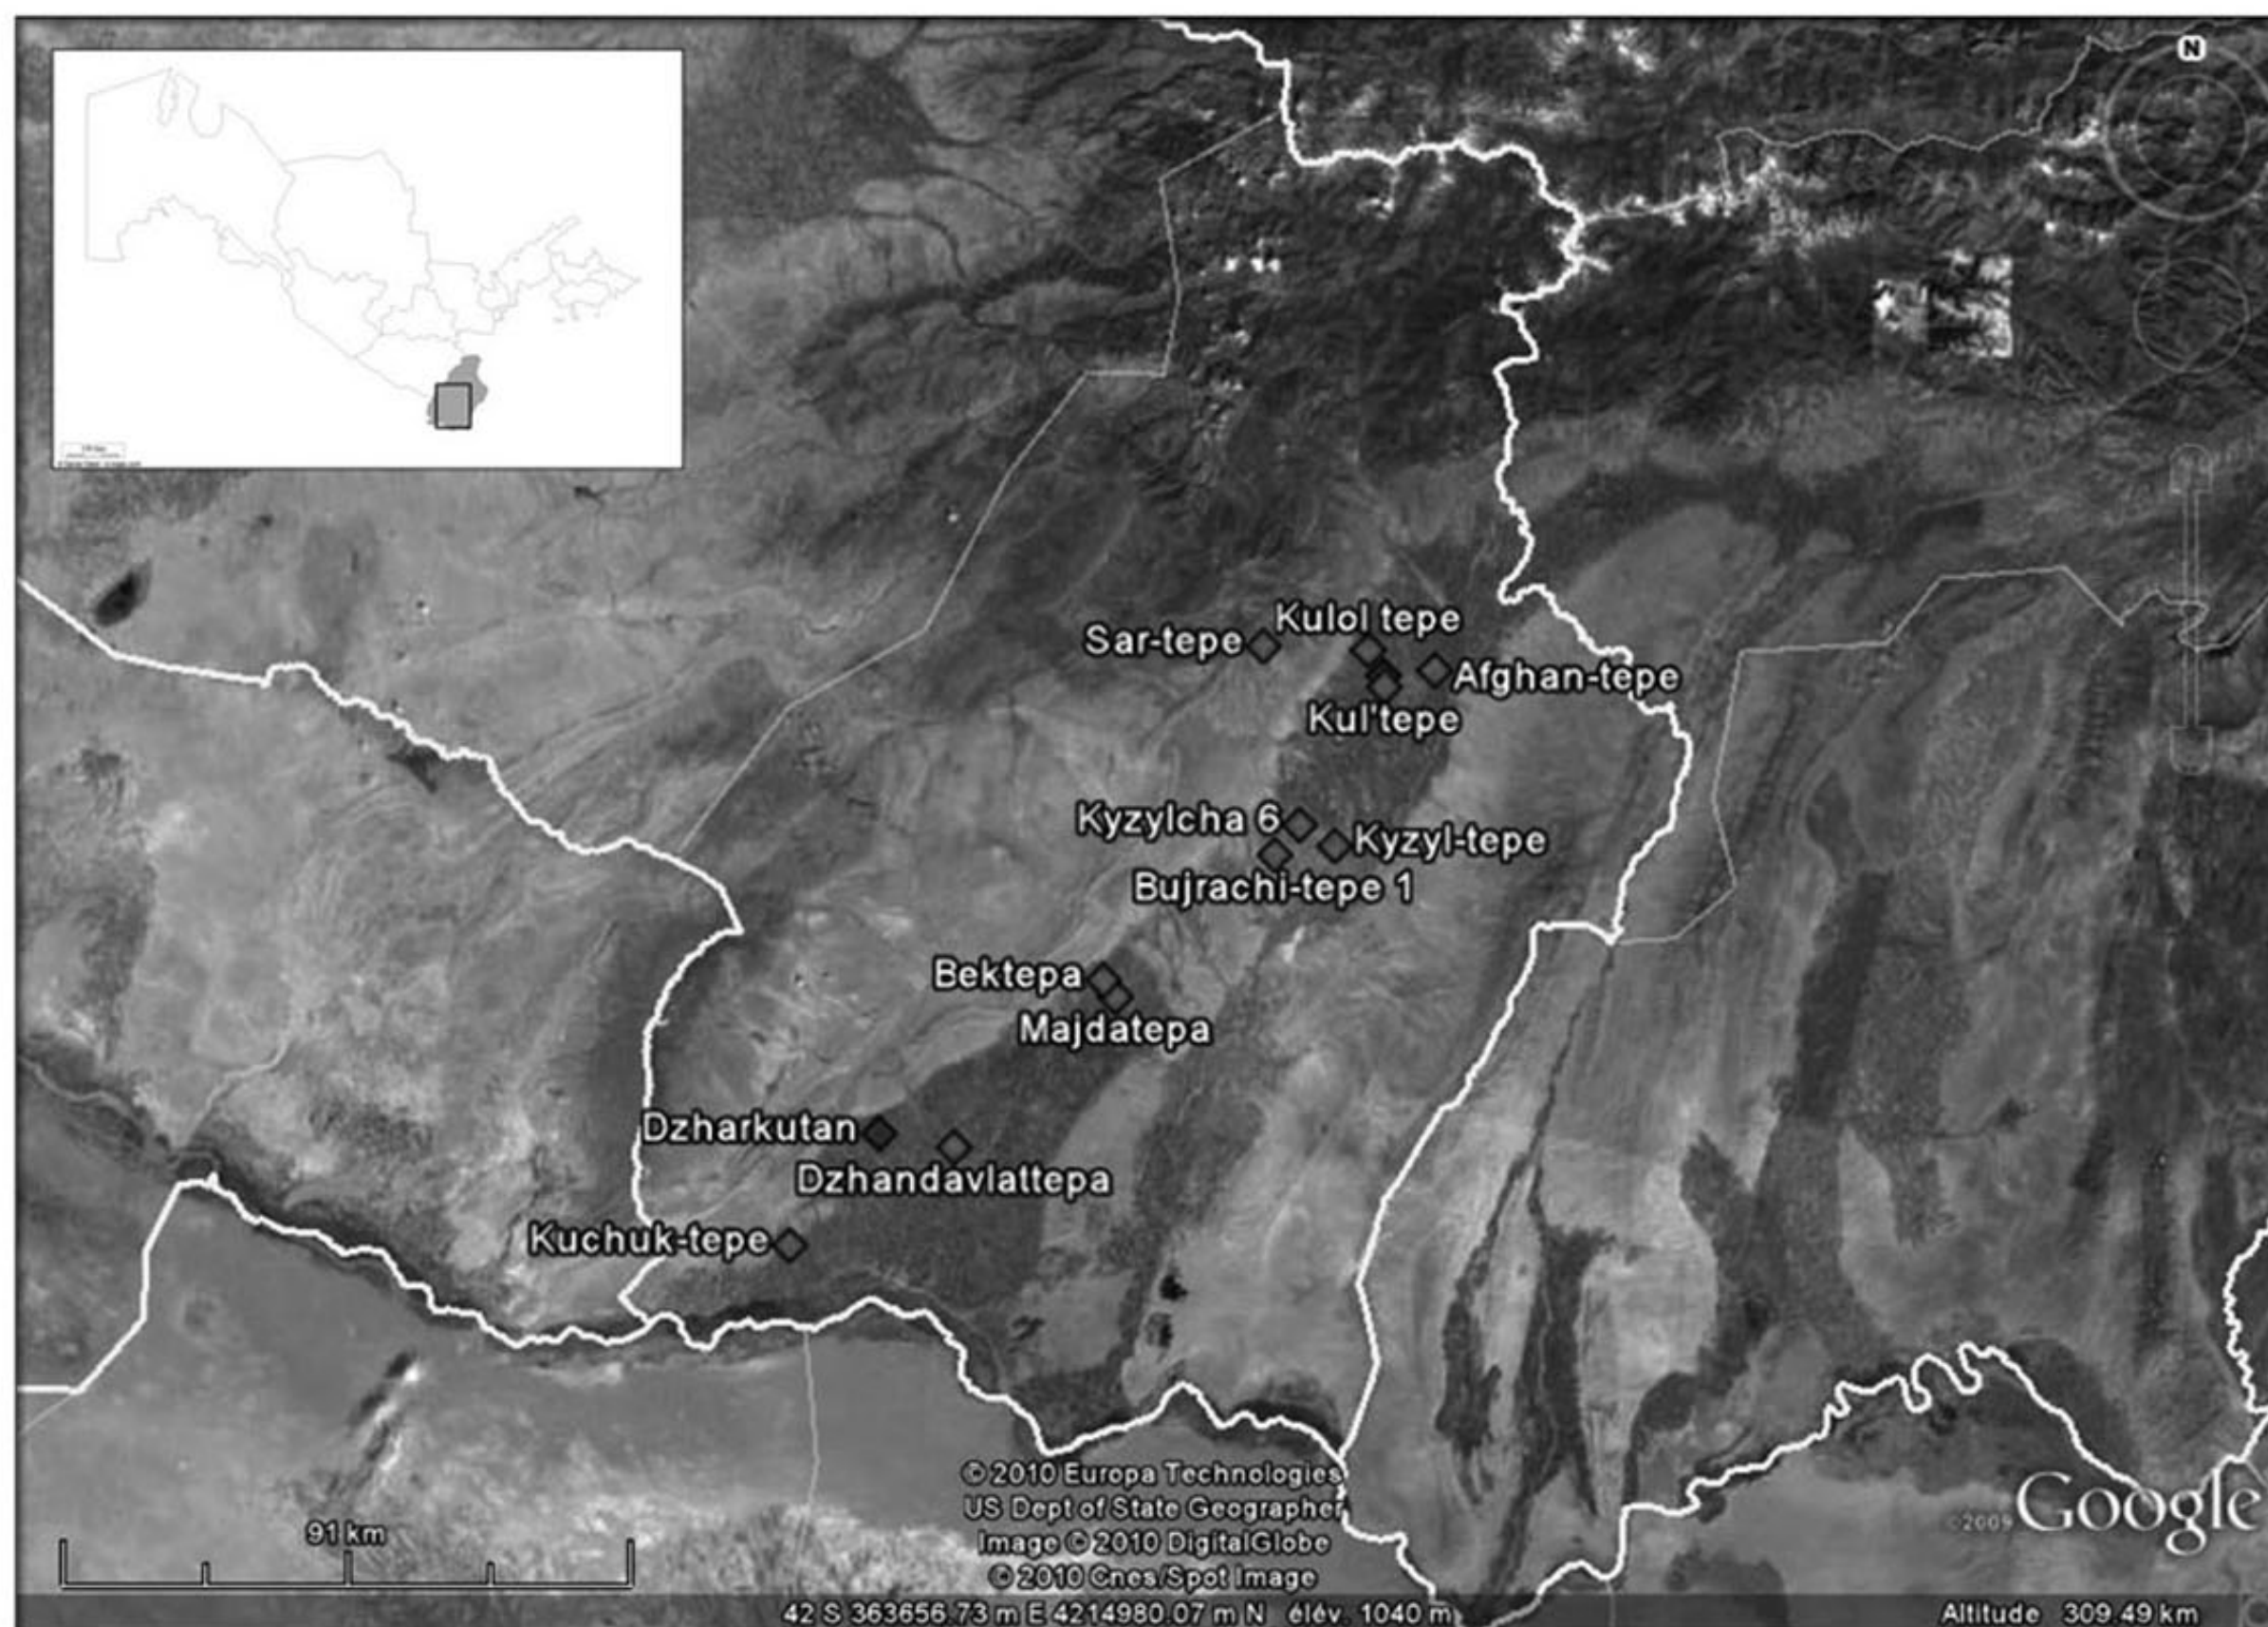 N
Kulol tepe
Sar-tepe
Afghan-tepe
Kul'tepe
Kyzylcha 6
Kyzyl-tepe
Bujrachi-tepe 1
Bektepa
Majdatepa
Dzharkutan
Dzhandavlattepa
Kuchuk-tepe
© 2010 Europa Technologies
US Dept of State Geographer
Image © 2010 DigitalGlobe
© 2010 Cnes/Spot Image
91 km
©2009 Google
42 S 363656.73 m E 4214980.07 m N élév. 1040 m
Altitude 309.49 km